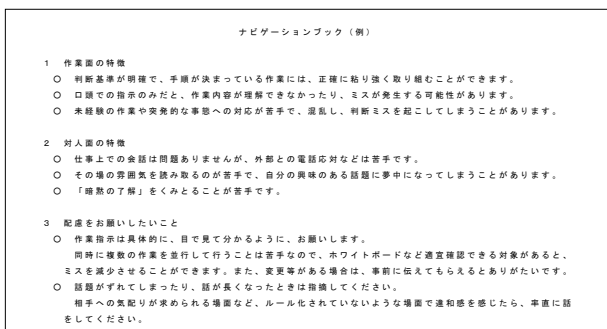 ナビゲーションブック（例）
1 作業面の特徴
○ 判断基準が明確で、手順が決まっている作業には、正確に粘り強く取り組むことができます。
○ 口頭での指示のみだと、作業内容が理解できなかったり、ミスが発生する可能性があります。
○ 未経験の作業や突発的な事態への対応が苦手で、混乱し、判断ミスを起こしてしまうことがあります。
2 対人面の特徴
○ 仕事上での会話は問題ありませんが、外部との電話応対などは苦手です。
○ その場の雰囲気を読み取るのが苦手で、自分の興味のある話題に夢中になってしまうことがあります。
○ 「暗黙の了解」をくみとることが苦手です。
3 配慮をお願いしたいこと
○ 作業指示は具体的に、目で見て分かるように、お願いします。
同時に複数の作業を並行して行うことは苦手なので、ホワイトボードなど適宜確認できる対象があると、
ミスを減少させることができます。また、変更等がある場合は、事前に伝えてもらえるとありがたいです。
○ 話題がずれてしまったり、話が長くなったときは指摘してください。
相手への気配りが求められる場面など、ルール化されていないような場面で違和感を感じたら、率直に話
をしてください。